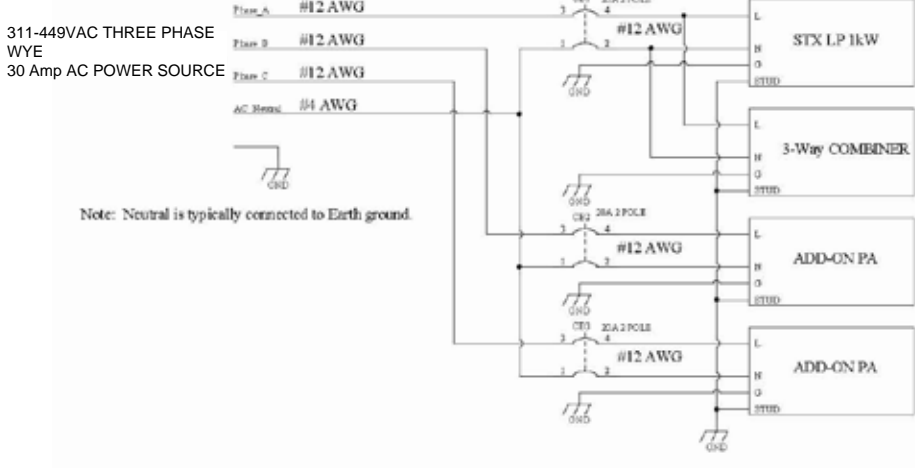 311-449VAC THREE PHASE
WYE
30 Amp AC POWER SOURCE
Phase_A #12 AWG
Phase B #12 AWG
Phase C #12 AWG
AC Neutral #4 AWG
GND
Note: Neutral is typically connected to Earth ground.
3 4
#12 AWG
1 2
GND
L
N
G
STUD
STX LP 1kW
L
N
G
STUD
3-Way COMBINER
GND
CB2 20A 2 POLE
3 4
#12 AWG
1 2
GND
L
N
G
STUD
ADD-ON PA
CB3 20A 2 POLE
3 4
#12 AWG
1 2
GND
L
N
G
STUD
ADD-ON PA
GND